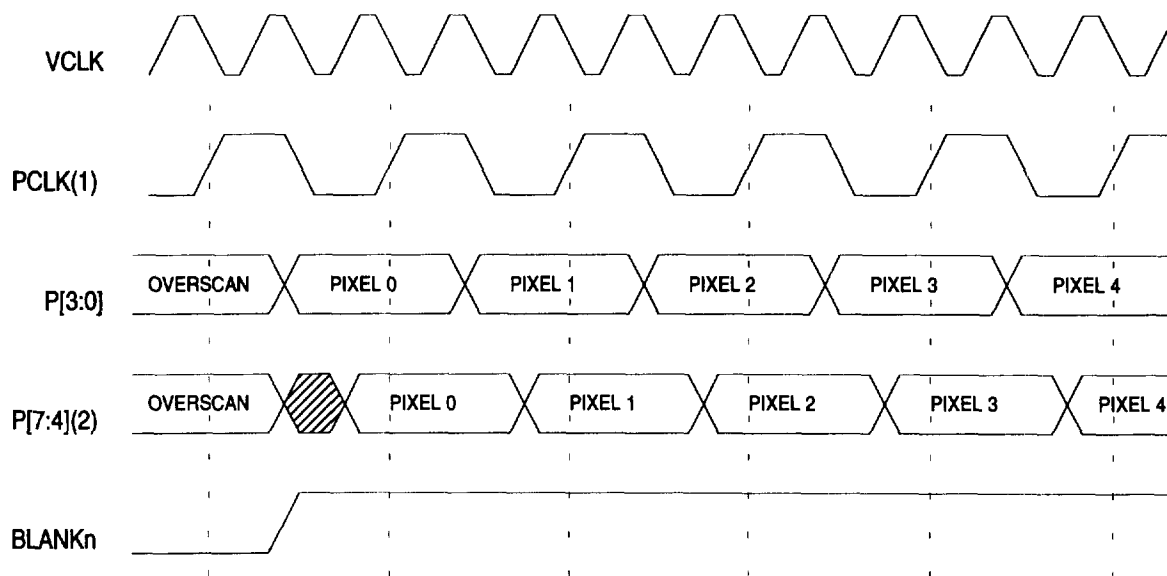 VCLK
PCLK(1)
P[3:0]
OVERSCAN PIXEL 0 PIXEL 1 PIXEL 2 PIXEL 3 PIXEL 4
P[7:4](2)
OVERSCAN PIXEL 0 PIXEL 1 PIXEL 2 PIXEL 3 PIXEL 4
BLANKn